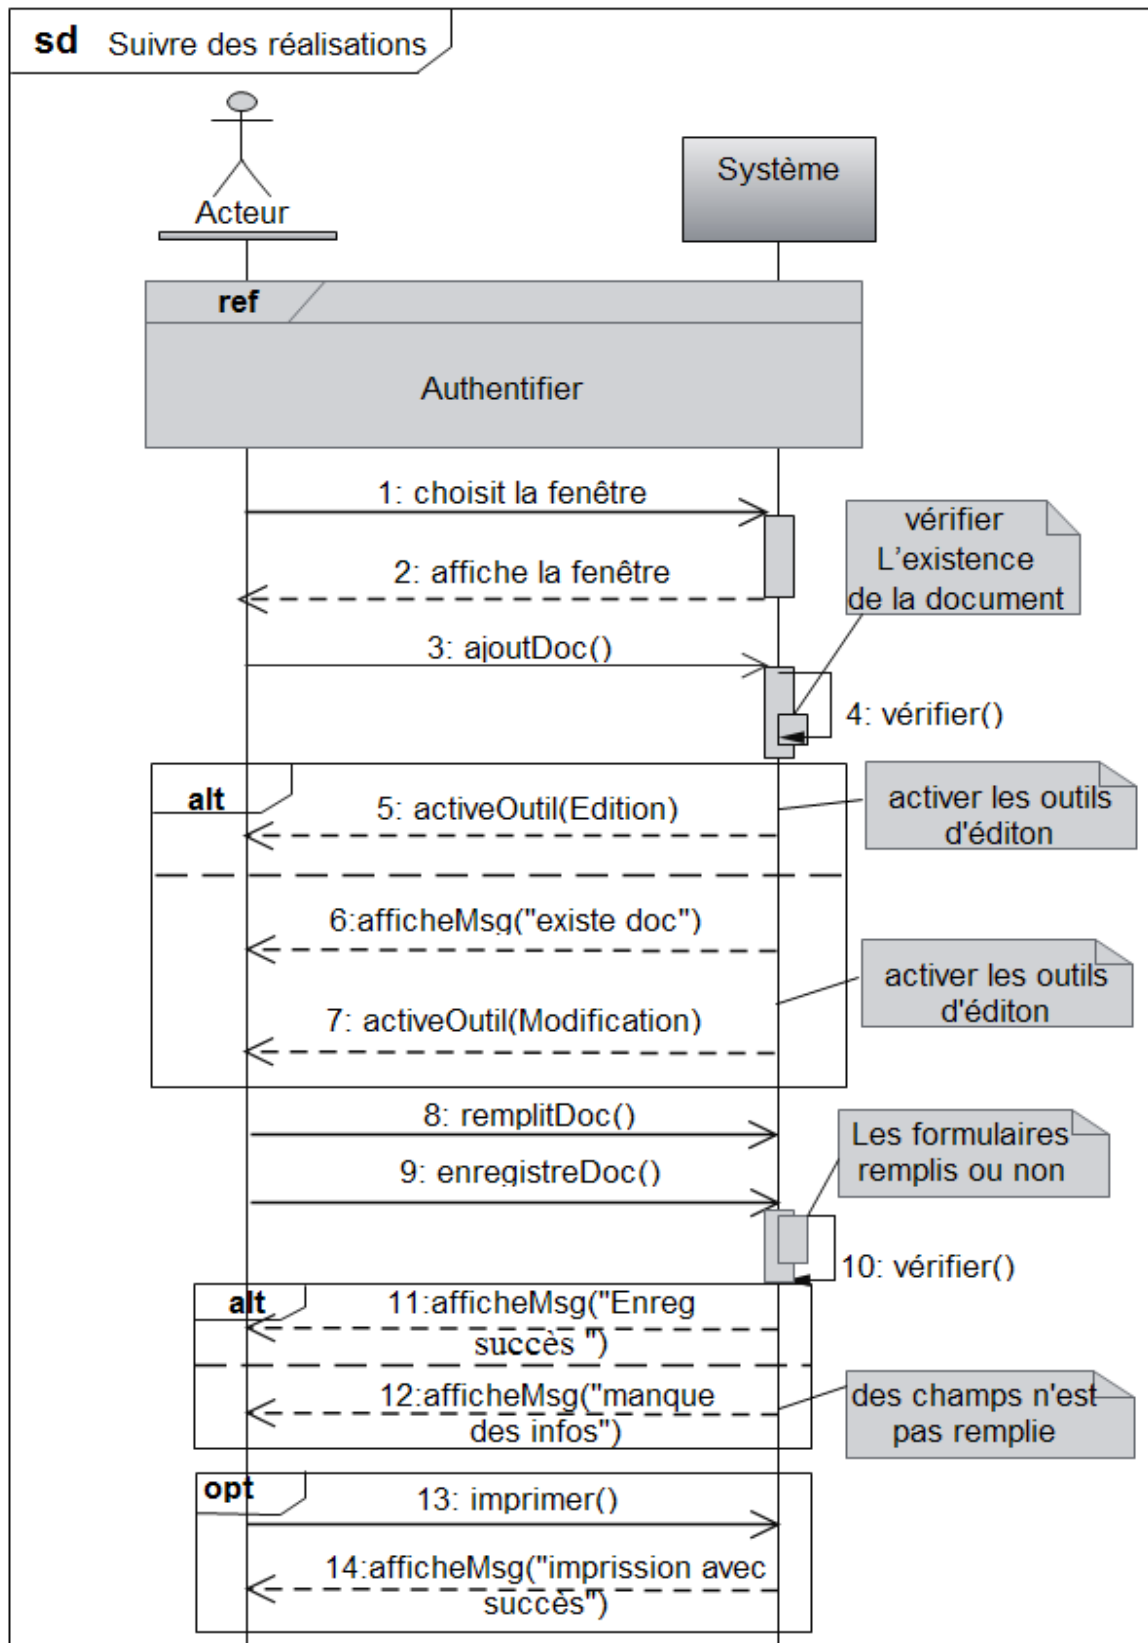 sd Suivre des réalisations
Acteur
Système
ref
Authentifier
1: choisit la fenêtre
vérifier
L'existence
de la document
2: affiche la fenêtre
3: ajoutDoc()
4: vérifier()
alt
5: activeOutil(Edition)
activer les outils
d'éditon
6:afficheMsg("existe doc")
activer les outils
d'éditon
7: activeOutil(Modification)
8: remplitDoc()
Les formulaires
remplis ou non
9: enregistreDoc()
10: vérifier()
alt
11:afficheMsg("Enreg
succès ")
12:afficheMsg("manque
des infos")
des champs n'est
pas remplie
opt
13: imprimer()
14:afficheMsg("imprission avec
succès")